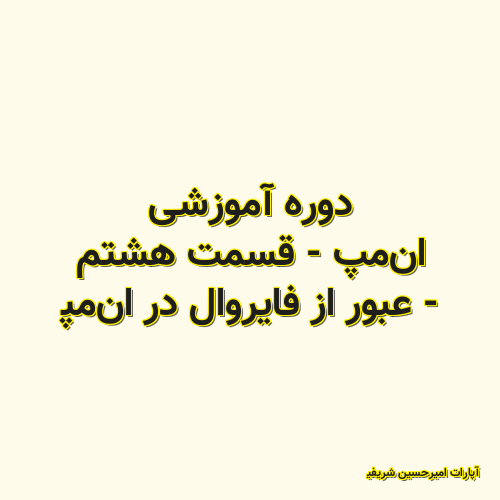 دوره آموزشی
ان‌مپ - قسمت هشتم
- عبور از فایروال در ان‌مپ
آپارات امیرحسین شریفی